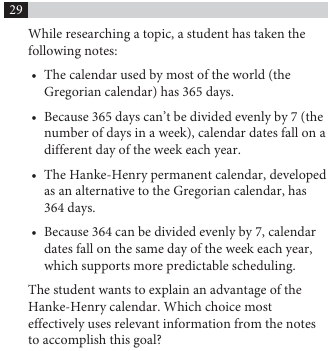 29
While researching a topic, a student has taken the
following notes:
• The calendar used by most of the world (the
Gregorian calendar) has 365 days.
• Because 365 days can’t be divided evenly by 7 (the
number of days in a week), calendar dates fall on a
different day of the week each year.
• The Hanke-Henry permanent calendar, developed
as an alternative to the Gregorian calendar, has
364 days.
• Because 364 can be divided evenly by 7, calendar
dates fall on the same day of the week each year,
which supports more predictable scheduling.
The student wants to explain an advantage of the
Hanke-Henry calendar. Which choice most
effectively uses relevant information from the notes
to accomplish this goal?